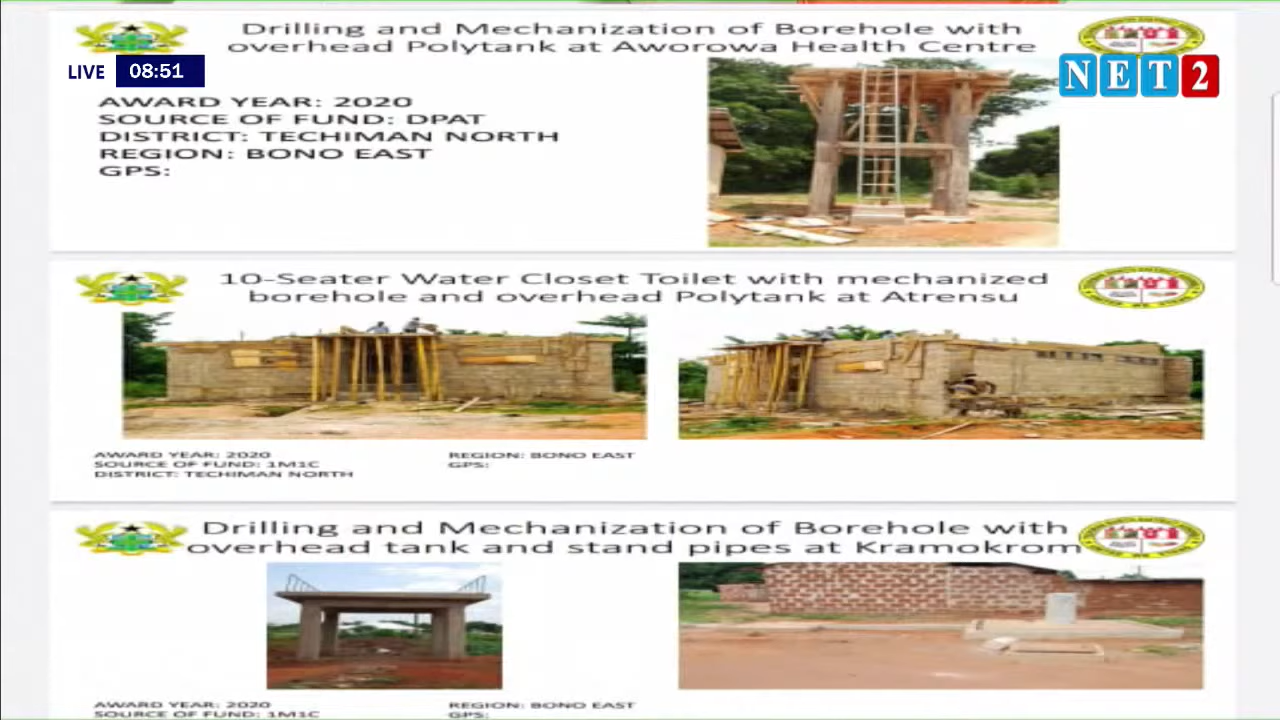 Drilling and Mechanization of Borehole with
overhead Polytank at Aworowa Health Centre
LIVE 08:51
NET2
AWARD YEAR: 2020
SOURCE OF FUND: DPAT
DISTRICT: TECHIMAN NORTH
REGION: BONO EAST
GPS:
10-Seater Water Closet Toilet with mechanized
borehole and overhead Polytank at Atrensu
AWARD YEAR: 2020
SOURCE OF FUND: 1M1C
DISTRICT: TECHIMAN NORTH
REGION: BONO EAST
GPS:
Drilling and Mechanization of Borehole with
overhead tank and stand pipes at Kramokrom
AWARD YEAR: 2020
SOURCE OF FUND: 1M1C
REGION: BONO EAST
GPS: